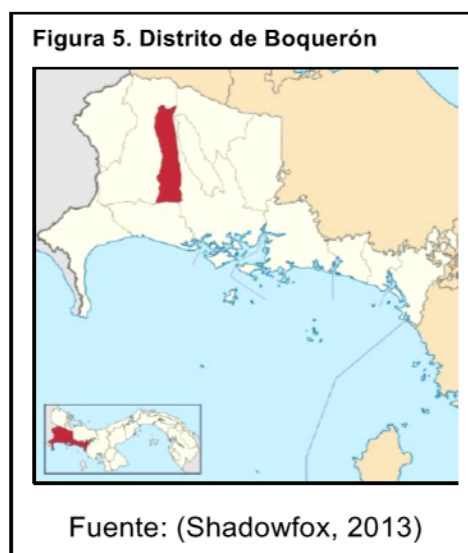 Figura 5. Distrito de Boquerón
Fuente: (Shadowfox, 2013)